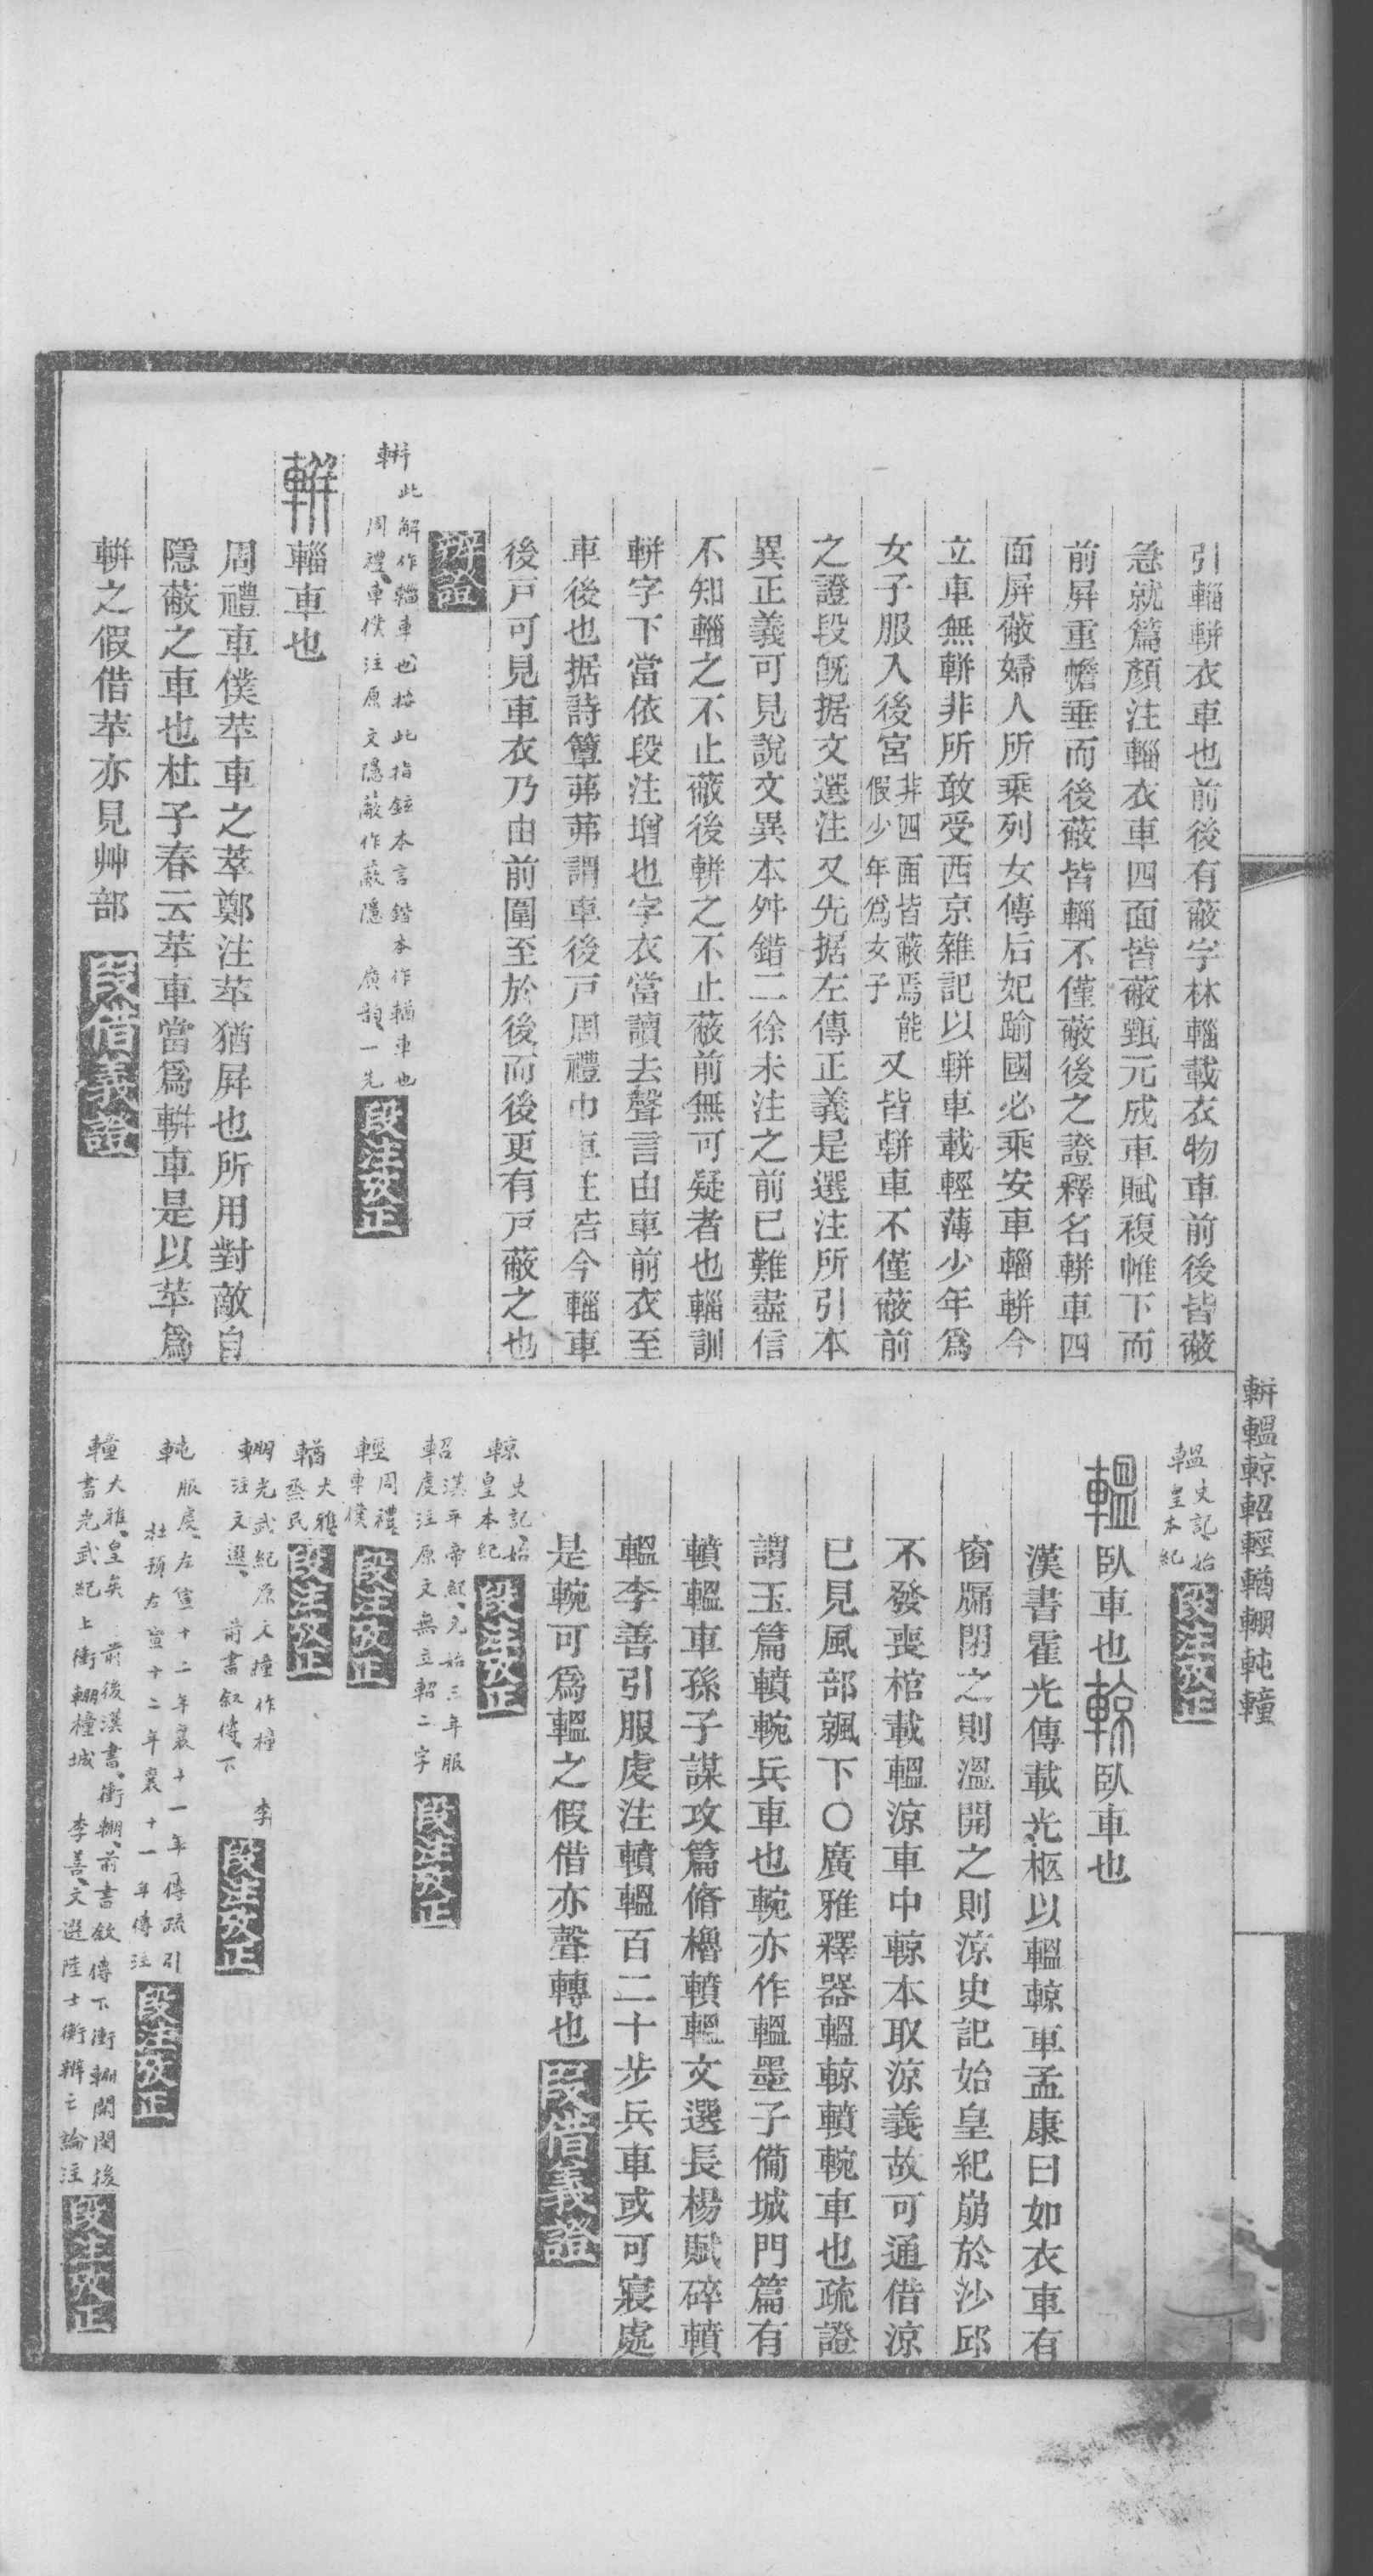 引輜軿衣車也前後有蔽字林輜載衣物車前後皆蔽
急就篇顏注輜衣車四面皆蔽甄元成車賦複帷下而
前屏重幨垂而後蔽皆輜不僅蔽後之證釋名軿車四
面屏蔽婦人所乘列女傳后妃踰國必乘安車輜軿今
立車無軿非所敢受西京雜記以軿車載輕薄少年爲
女子服入後宮非四面皆蔽焉能假少年爲女子又皆軿車不僅蔽前
之證段旣据文選注又先据左傳正義是選注所引本
異正義可見說文異本舛錯二徐未注之前已難盡信
不知輜之不止蔽後軿之不止蔽前無可疑者也輜訓
軿字下當依段注增也字衣當讀去聲言由車前衣至
車後也据詩簟茀茀謂車後戸周禮巾車注故書今輜車
後戸可見車衣乃由前圍至於後而後更有戸蔽之也
斠證
軿 此解作輜車也按此指鉉本言鍇本作輶車也
周禮車僕注原文隱蔽作蔽隱 廣韵一先 段注攷正
軿 輜車也
周禮車僕苹車之萃鄭注苹猶屏也所用對敵自
隱蔽之車也杜子春云苹車當爲軿車是以苹爲
軿之假借苹亦見艸部 段借義證
軿轀輬軺輕輶輣軘䡴
轀 史記始皇本紀 段注攷正
轀 臥車也 輬 臥車也
漢書霍光傳載光柩以轀輬車孟康曰如衣車有
窗牖閉之則溫開之則涼史記始皇紀崩於沙邱
不發喪棺載轀涼車中輬本取涼義故可通借涼
已見風部䬅下○廣雅釋器轀輬轒䡝車也疏證
謂玉篇轒䡝兵車也䡝亦作轀墨子備城門篇有
轒轀車孫子謀攻篇脩櫓轒轀文選長楊賦碎轒
轀李善引服虔注轒轀百二十步兵車或可寢處
是䡝可爲轀之假借亦聲轉也 段借義證
輬 史記始皇本紀 段注攷正
軺 漢平帝紀元始三年服虔注原文無立軺二字 段注攷正
輕 周禮車僕 段注攷正
輶 大雅烝民 段注攷正
輣 光武紀原文撞作橦 李注文選 前書叙傳下 段注攷正
軘 服虔左宣十二年襄十一年傳疏引
杜預左宣十二年襄十一年傳注 段注攷正
䡴 大雅皇矣 前後漢書衝輣前書敘傳下衝輣閑閑後
書光武紀上衝輣橦城 李善文選陸士衡辨亡論注 段注攷正